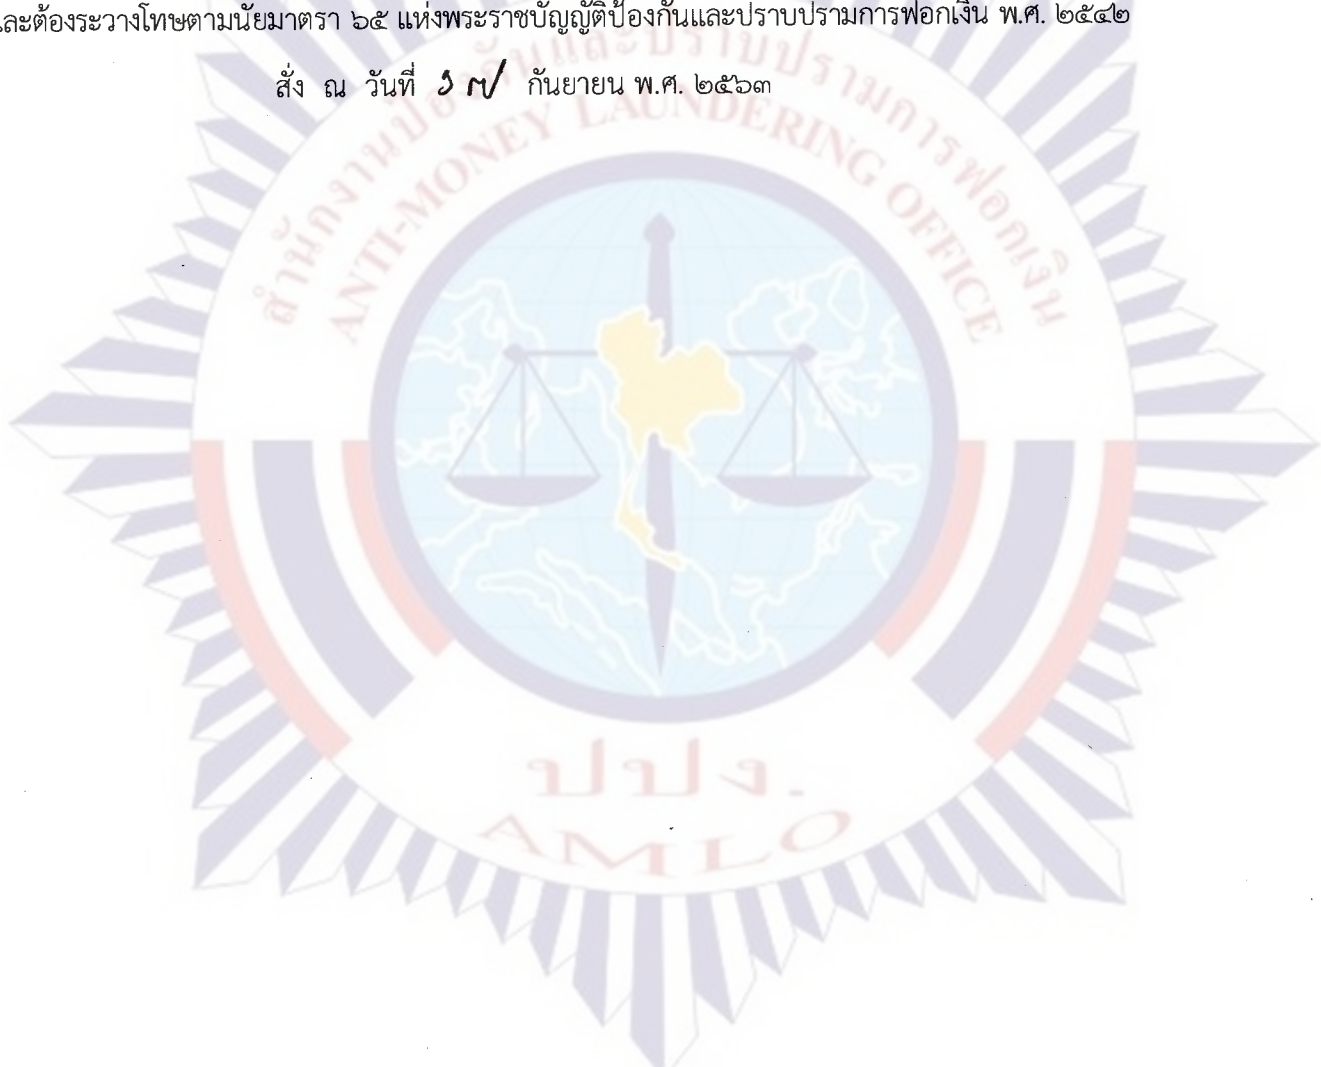 และต้องระวางโทษตามนัยมาตรา ๖๕ แห่งพระราชบัญญัติป้องกันและปราบปรามการฟอกเงิน พ.ศ. ๒๕๔๒
สั่ง ณ วันที่ ๑๗ กันยายน พ.ศ. ๒๕๖๓
สำนักงานป้องกันและปราบปรามการฟอกเงิน
ANTI-MONEY LAUNDERING OFFICE
ปปง.
AMLO